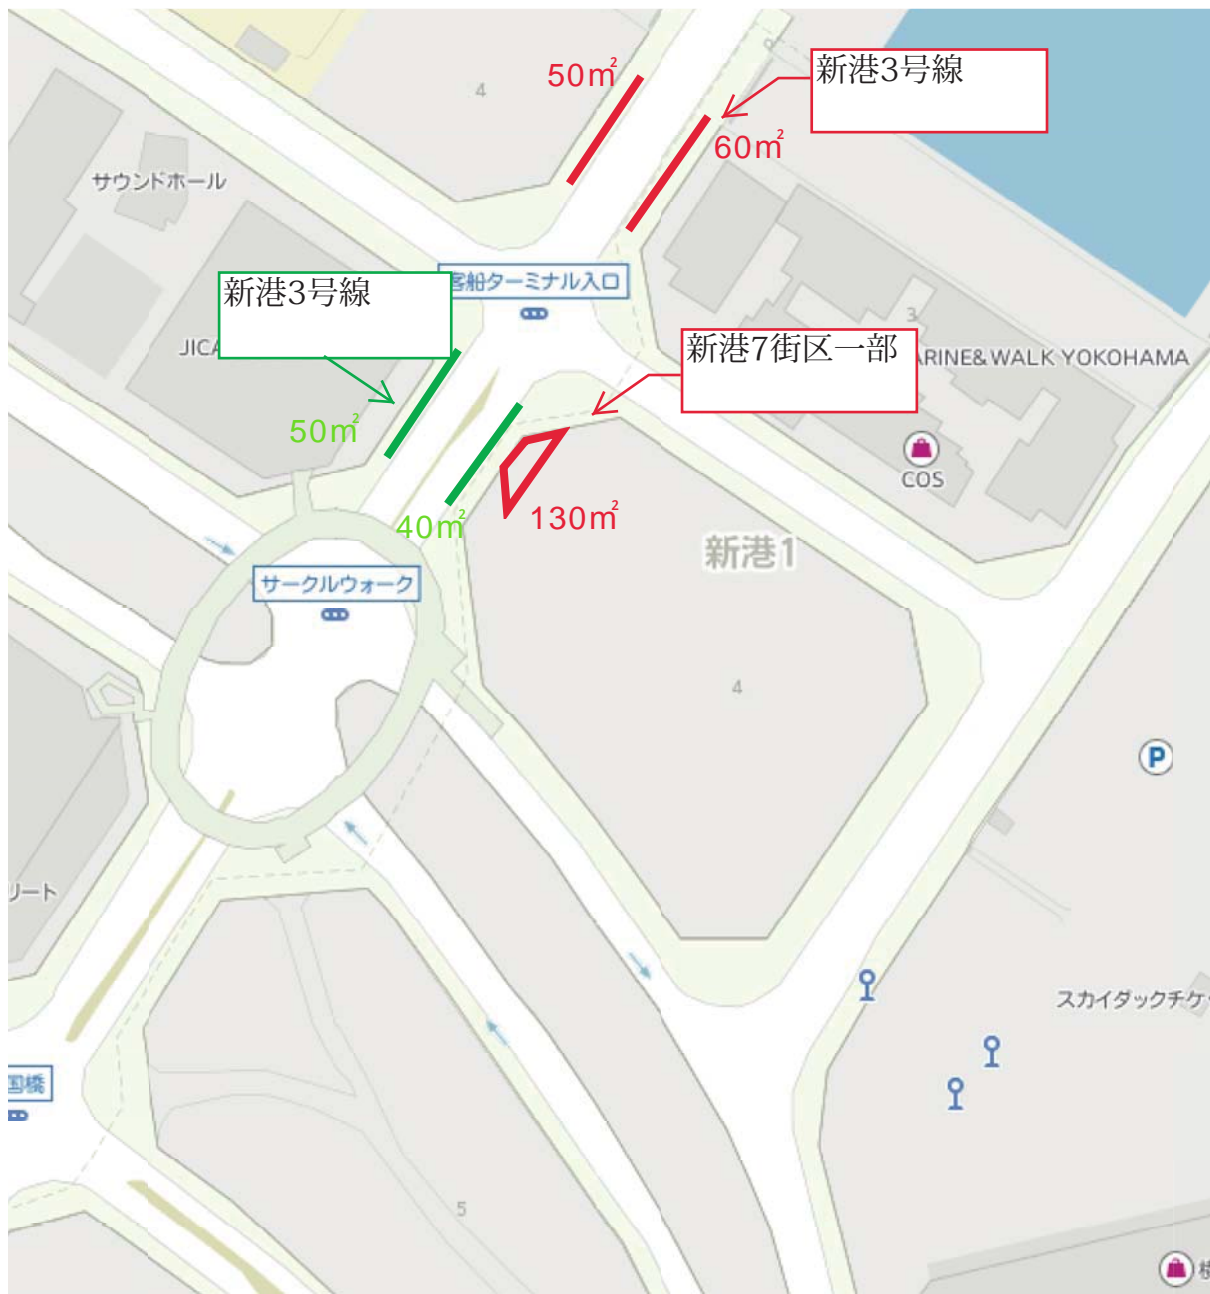 50㎡
新港3号線
4
60㎡
サウンドホール
客船ターミナル入口
新港3号線
3
JICA
新港7街区一部
ARINE&WALK YOKOHAMA
50㎡
COS
40㎡
130㎡
新港1
サークルウォーク
4
P
リート
スカイダックチケッ
国橋
5